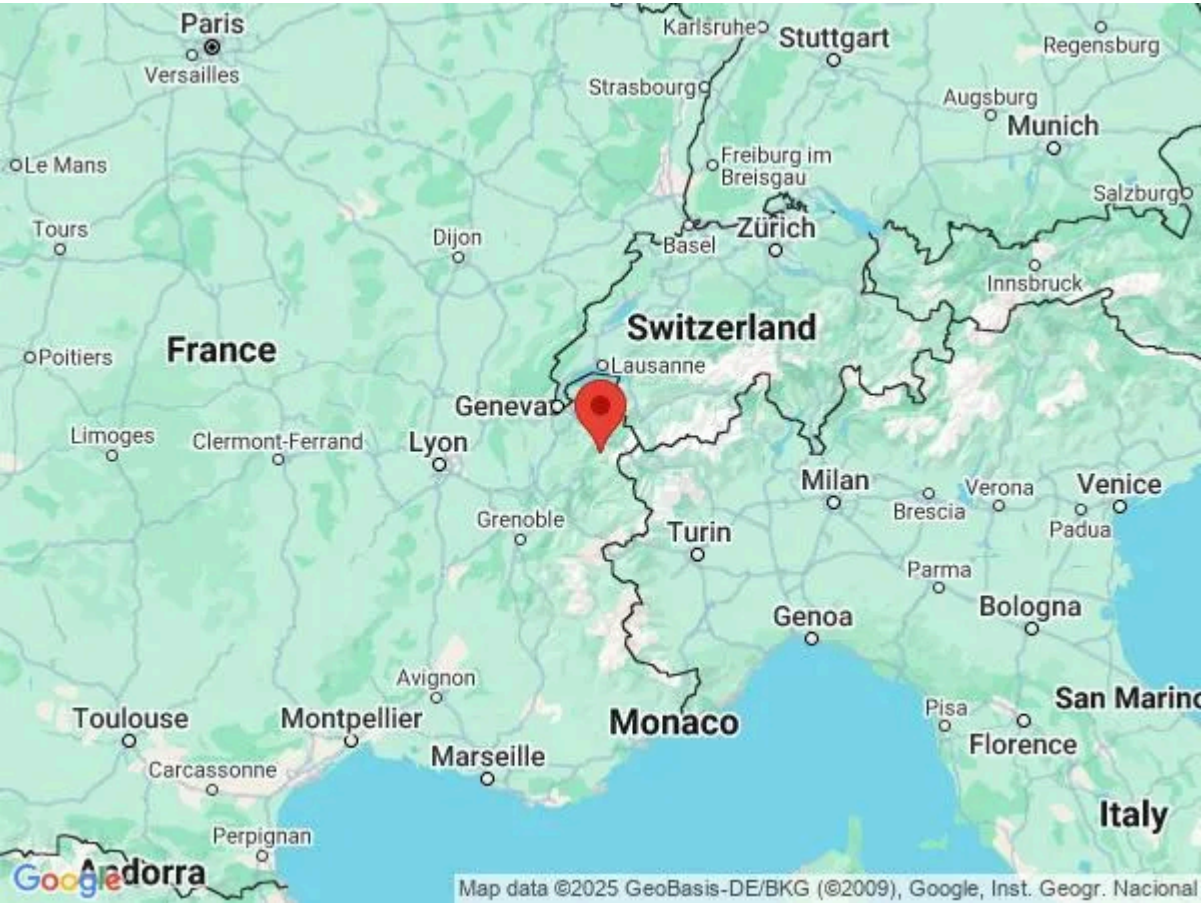 Paris
Versailles
Karlsruhe
Stuttgart
Regensburg
Strasbourg
Augsburg
Munich
Le Mans
Freiburg im
Breisgau
Salzburg
Tours
Dijon
Basel
Zürich
Innsbruck
Poitiers
France
Switzerland
Lausanne
Geneva
Limoges
Clermont-Ferrand
Lyon
Milan
Brescia
Verona
Venice
Padua
Grenoble
Turin
Parma
Genoa
Bologna
Avignon
Toulouse
Montpellier
Monaco
Pisa
San Marino
Florence
Marseille
Carcassonne
Perpignan
Italy
Andorra
Google
Map data ©2025 GeoBasis-DE/BKG (©2009), Google, Inst. Geogr. Nacional